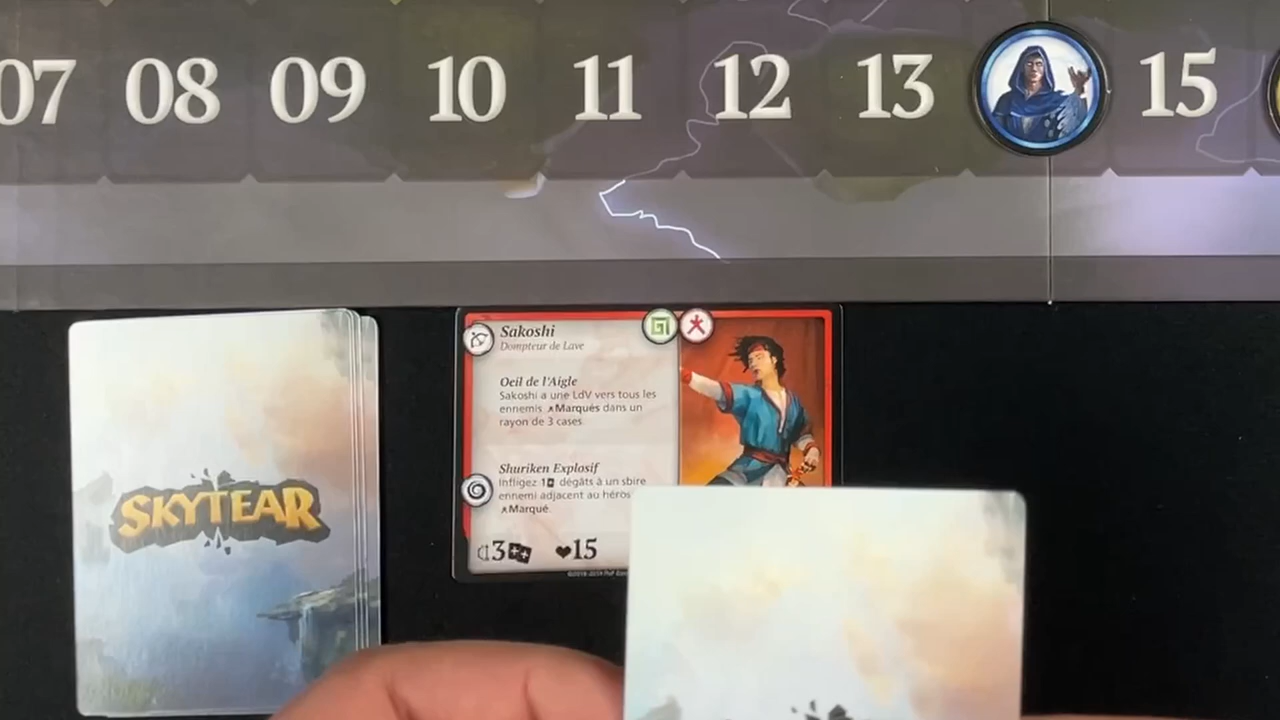 07 08 09 10 11 12 13 15
SKYTEAR
Sakoshi
Dompteur de Lave
Oeil de l'Aigle
Sakoshi a une LdV vers tous les
ennemis Marqués dans un
rayon de 3 cases
Shuriken Explosif
Infligez 1 dégâts à un sbire
ennemi adjacent au héros
Marqué.
3 15